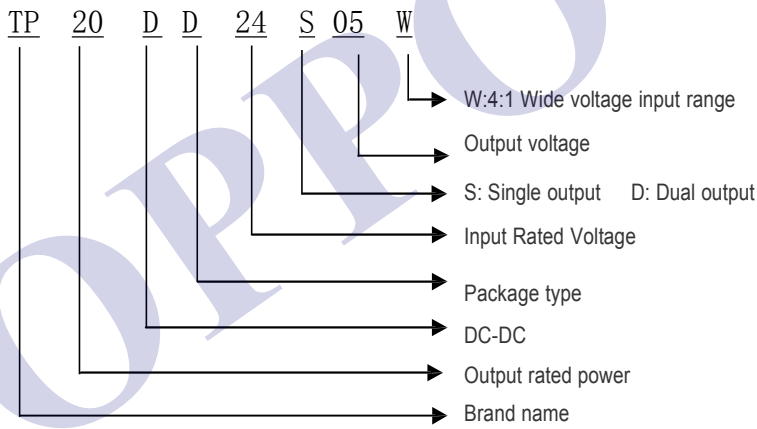 TP 20 D D 24 S 05 W
W:4:1 Wide voltage input range
Output voltage
S: Single output D: Dual output
Input Rated Voltage
Package type
DC-DC
Output rated power
Brand name
OPPO